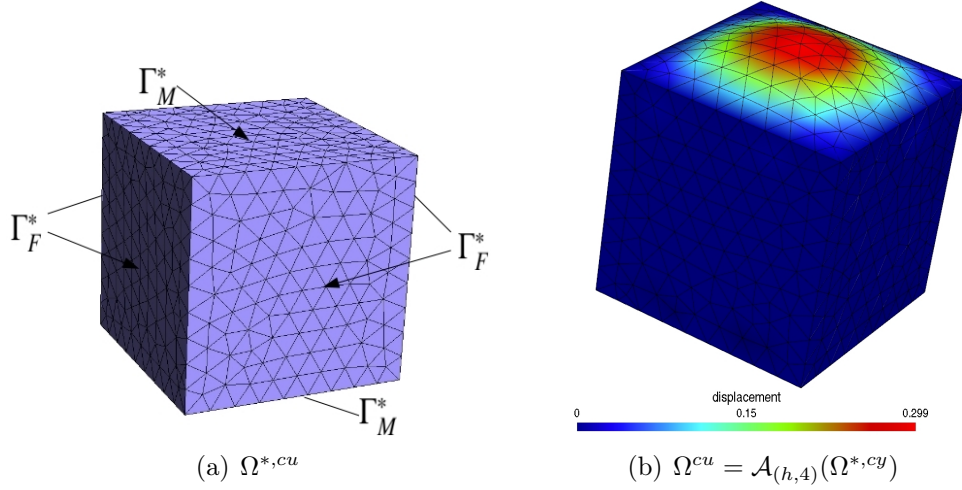 Γ*M
Γ*F
Γ*F
Γ*M
displacement
0 0.15 0.299
(a) Ω*,cu
(b) Ωcu = A(h,4)(Ω*,cy)